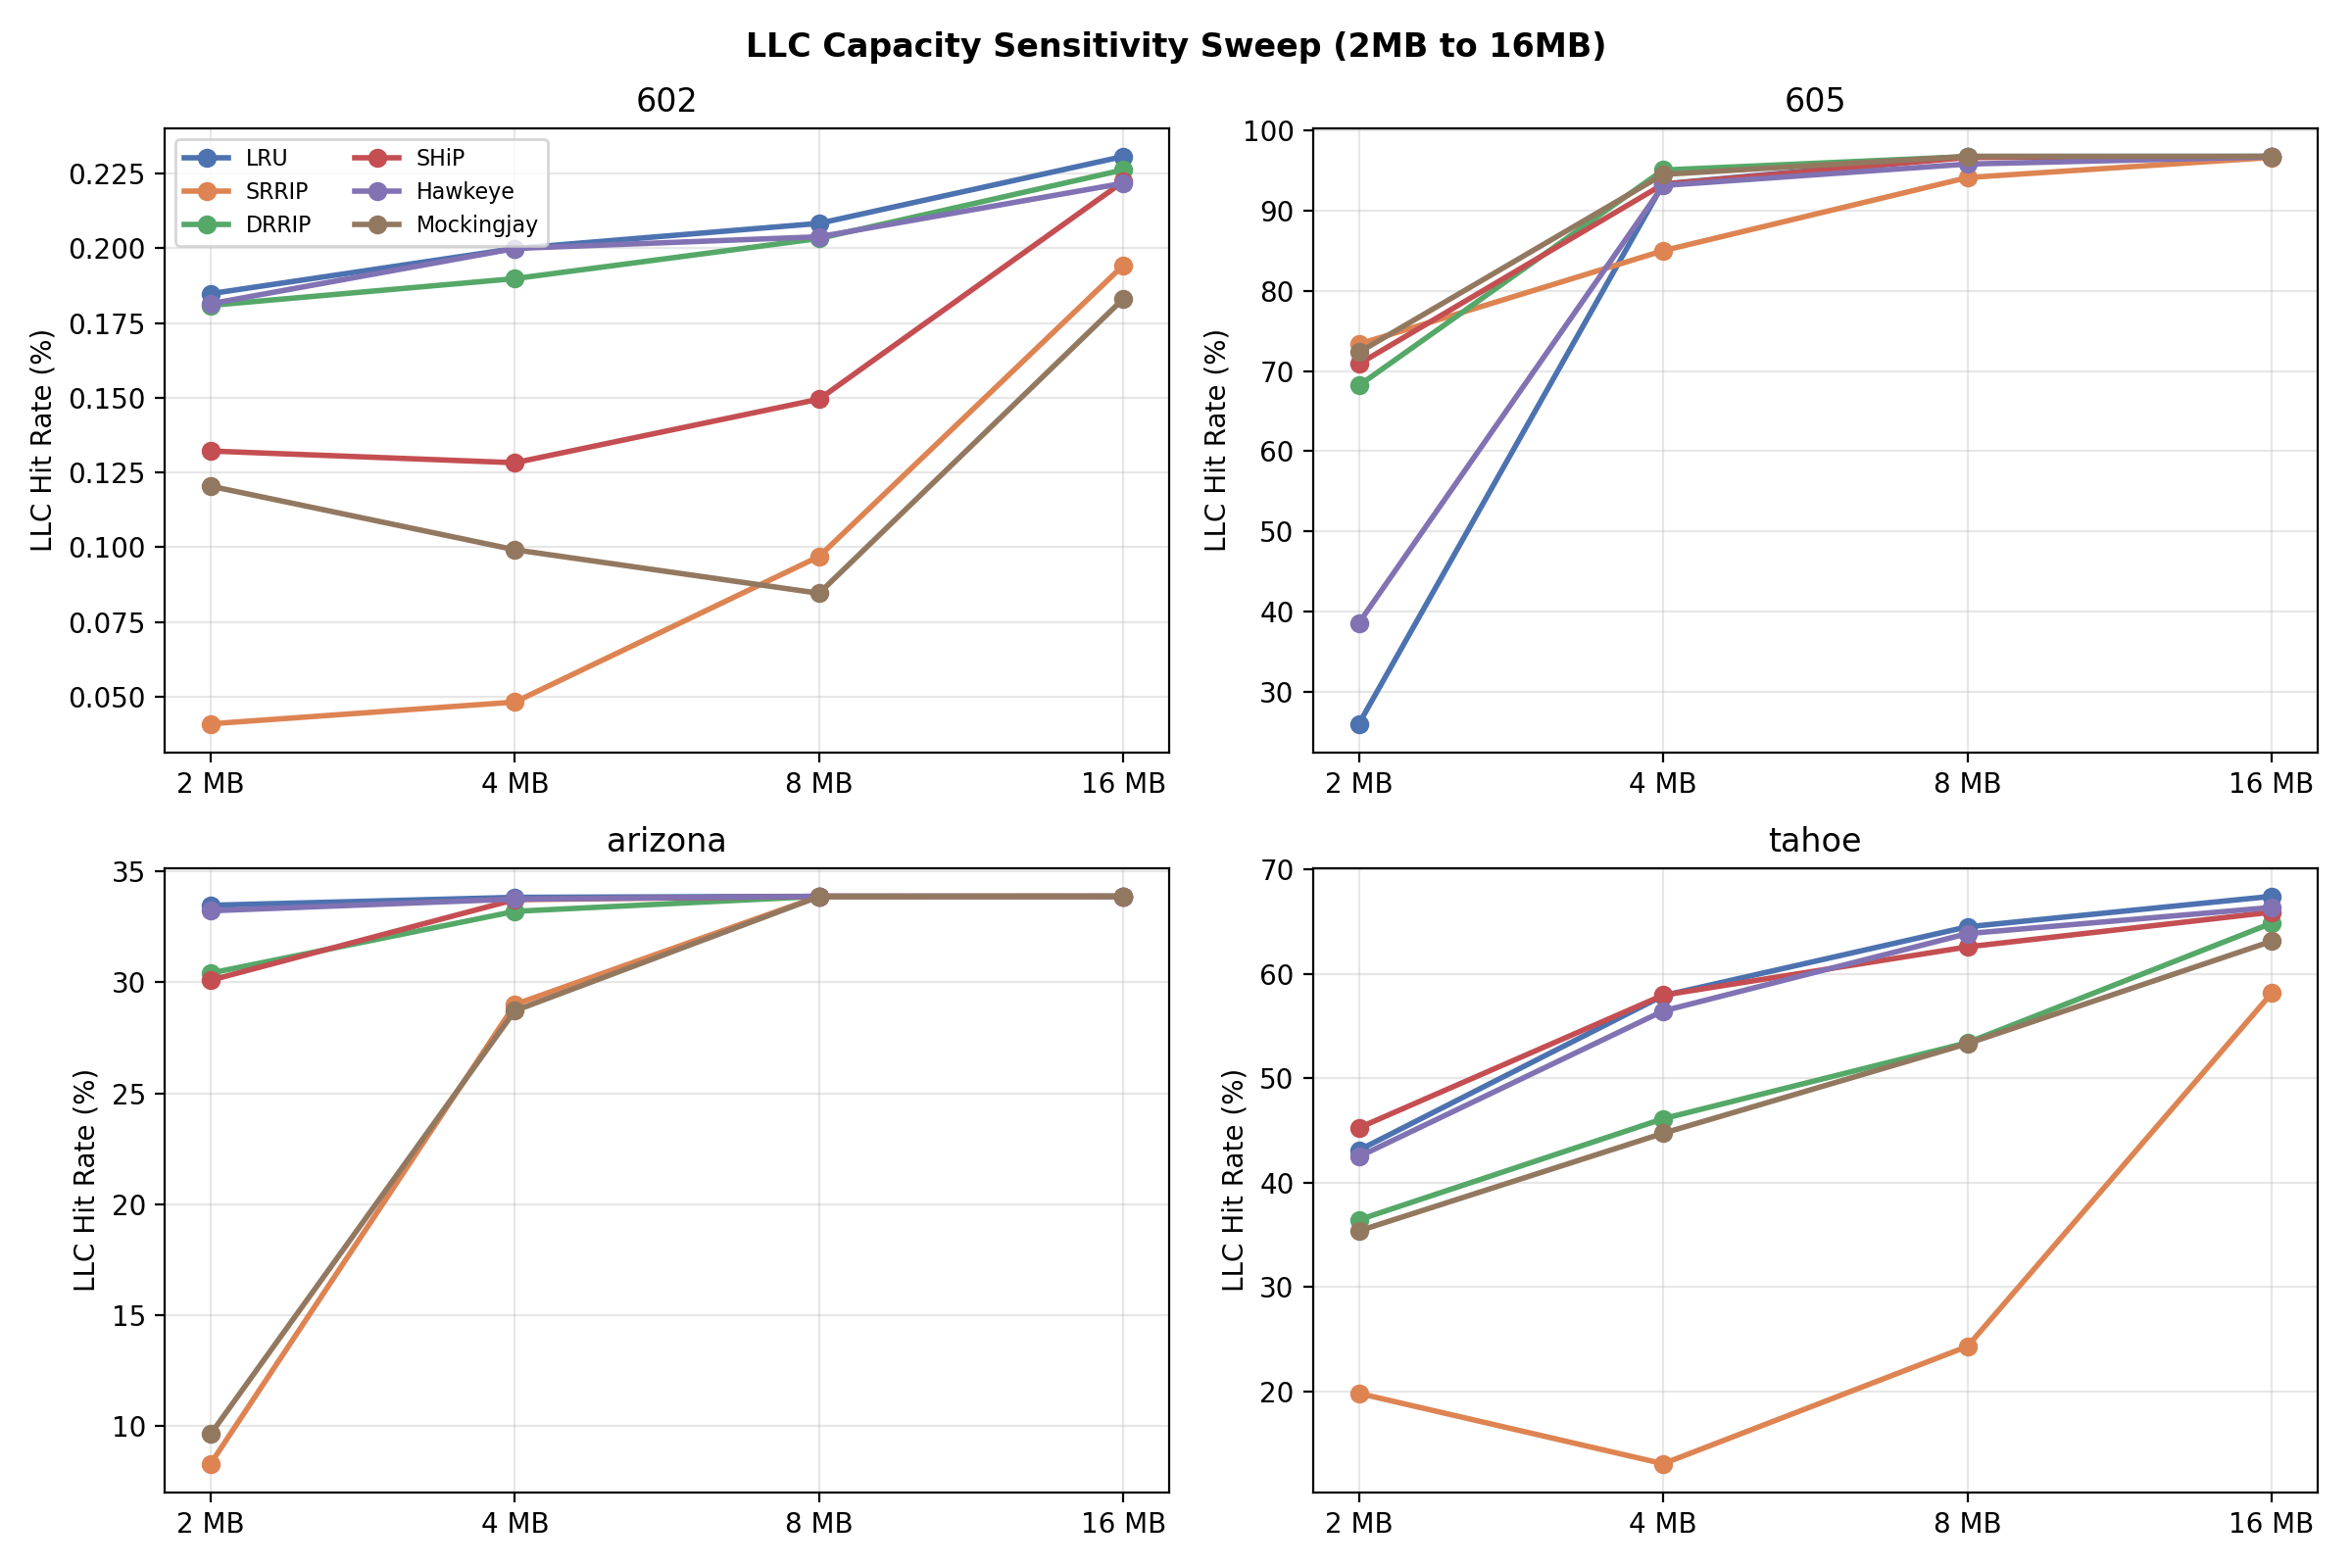 LLC Capacity Sensitivity Sweep (2MB to 16MB)
602
LRU
SRRIP
DRRIP
SHiP
Hawkeye
Mockingjay
LLC Hit Rate (%)
0.225
0.200
0.175
0.150
0.125
0.100
0.075
0.050
2 MB 4 MB 8 MB 16 MB
605
LLC Hit Rate (%)
100
90
80
70
60
50
40
30
2 MB 4 MB 8 MB 16 MB
arizona
LLC Hit Rate (%)
35
30
25
20
15
10
2 MB 4 MB 8 MB 16 MB
tahoe
LLC Hit Rate (%)
70
60
50
40
30
20
2 MB 4 MB 8 MB 16 MB